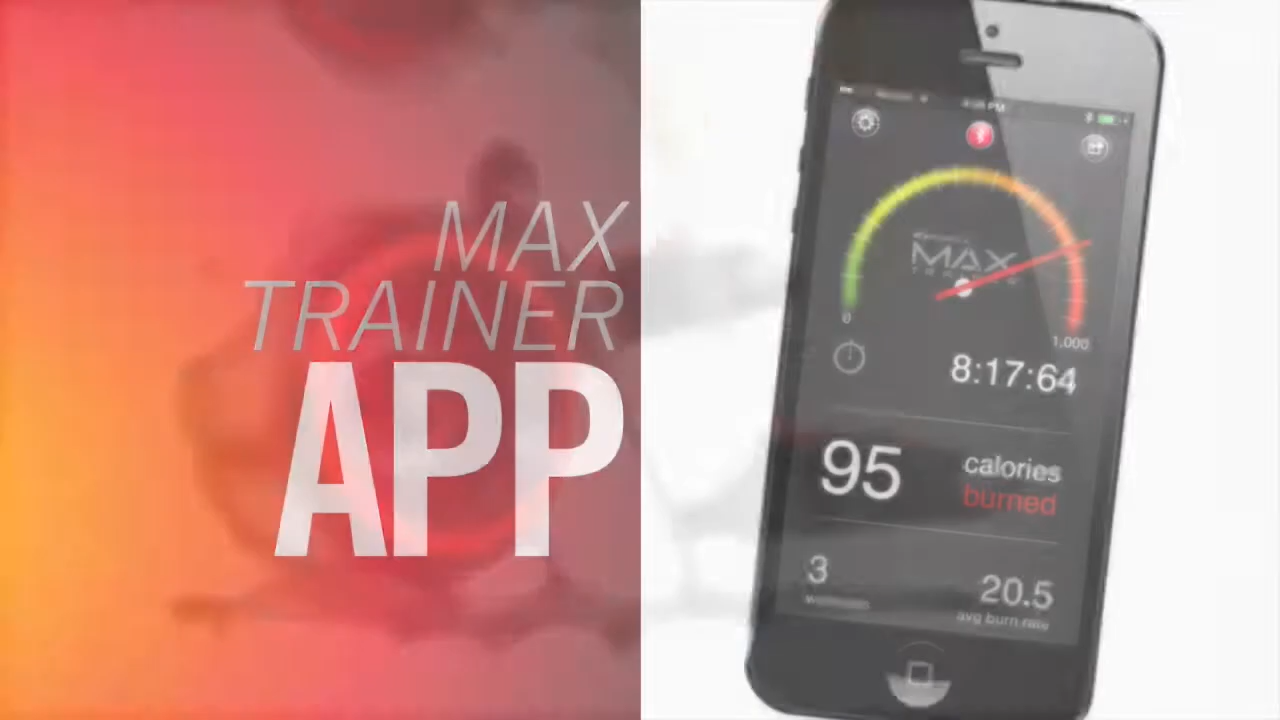 MAX
TRAINER
APP
MAX
0
1,000
8:17:64
95
calories
burned
3
20.5
avg burn rate